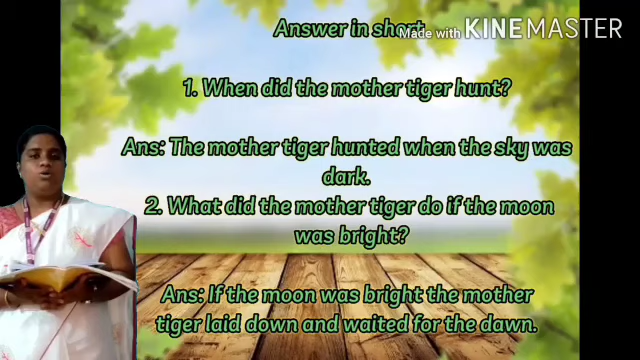 Answer in short
Made with KINEMASTER
1. When did the mother tiger hunt?
Ans: The mother tiger hunted when the sky was
dark.
2. What did the mother tiger do if the moon
was bright?
Ans: If the moon was bright the mother
tiger laid down and waited for the dawn.